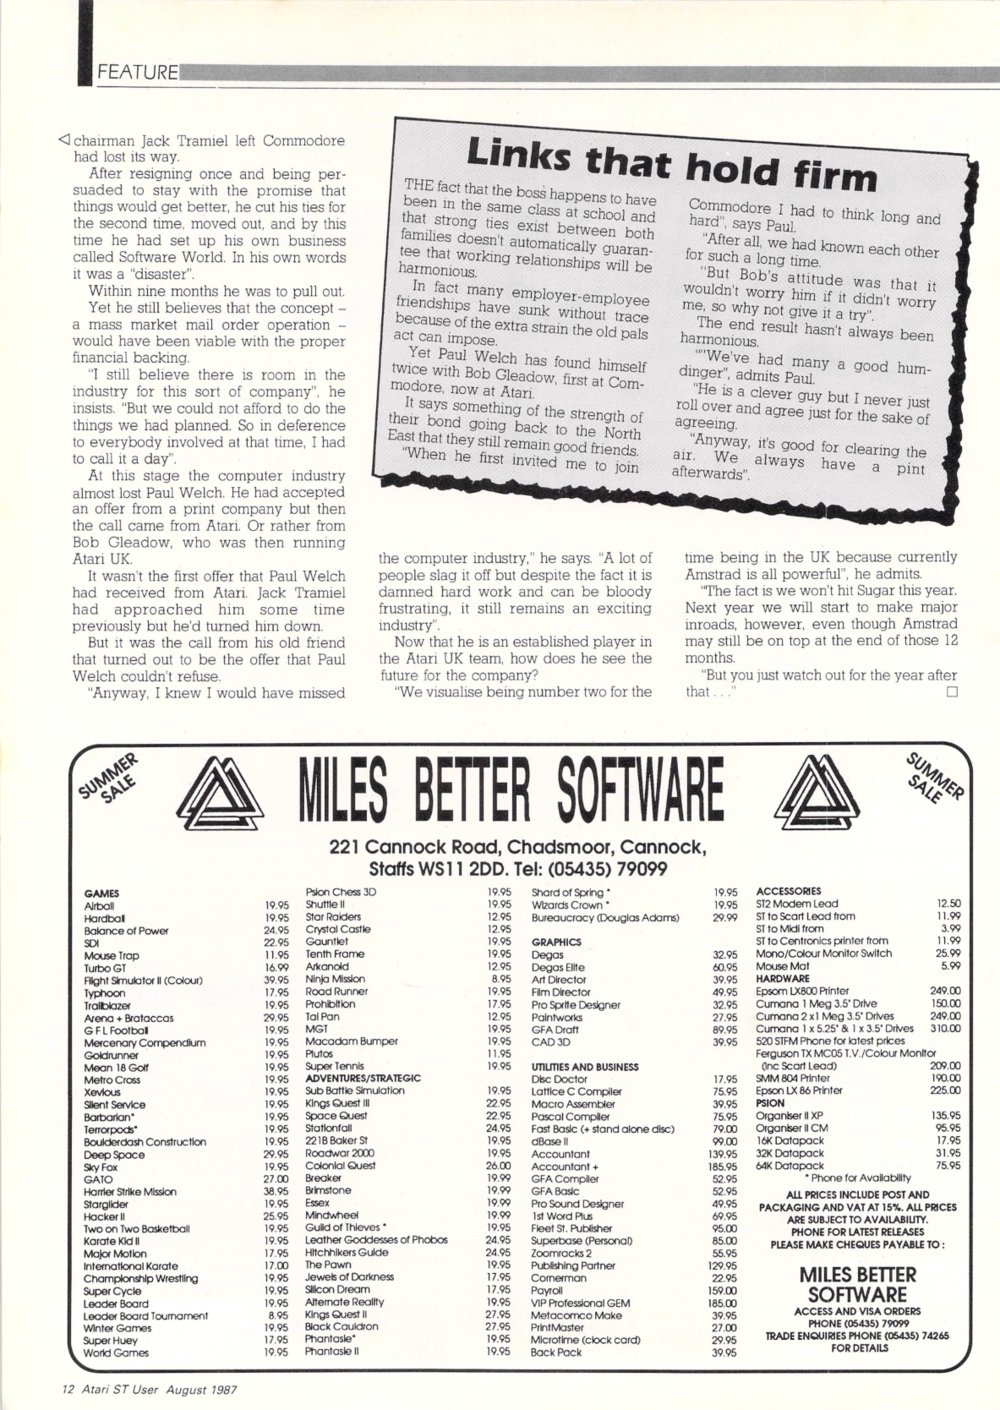 FEATURE
◁ chairman Jack Tramiel left Commodore
had lost its way.
After resigning once and being per-
suaded to stay with the promise that
things would get better, he cut his ties for
the second time, moved out, and by this
time he had set up his own business
called Software World. In his own words
it was a "disaster".
Within nine months he was to pull out.
Yet he still believes that the concept –
a mass market mail order operation –
would have been viable with the proper
financial backing.
"I still believe there is room in the
industry for this sort of company", he
insists. "But we could not afford to do the
things we had planned. So in deference
to everybody involved at that time, I had
to call it a day".
At this stage the computer industry
almost lost Paul Welch. He had accepted
an offer from a print company but then
the call came from Atari. Or rather from
Bob Gleadow, who was then running
Atari UK.
It wasn't the first offer that Paul Welch
had received from Atari. Jack Tramiel
had approached him some time
previously but he'd turned him down.
But it was the call from his old friend
that turned out to be the offer that Paul
Welch couldn't refuse.
"Anyway, I knew I would have missed
the computer industry," he says. "A lot of
people slag it off but despite the fact it is
damned hard work and can be bloody
frustrating, it still remains an exciting
industry".
Now that he is an established player in
the Atari UK team, how does he see the
future for the company?
"We visualise being number two for the
time being in the UK because currently
Amstrad is all powerful", he admits.
"The fact is we won't hit Sugar this year.
Next year we will start to make major
inroads, however, even though Amstrad
may still be on top at the end of those 12
months.
"But you just watch out for the year after
that . . ." □
Links that hold firm
THE fact that the boss happens to have
been in the same class at school and
that strong ties exist between both
families doesn't automatically guaran-
tee that working relationships will be
harmonious.
In fact many employer-employee
friendships have sunk without trace
because of the extra strain the old pals
act can impose.
Yet Paul Welch has found himself
twice with Bob Gleadow, first at Com-
modore, now at Atari.
It says something of the strength of
their bond going back to the North
East that they still remain good friends.
"When he first invited me to join
Commodore I had to think long and
hard", says Paul.
"After all, we had known each other
for such a long time.
"But Bob's attitude was that it
wouldn't worry him if it didn't worry
me, so why not give it a try".
The end result hasn't always been
harmonious.
""We've had many a good hum-
dinger", admits Paul.
"He is a clever guy but I never just
roll over and agree just for the sake of
agreeing.
"Anyway, it's good for clearing the
air. We always have a pint
afterwards".
SUMMER
SALE
MILES BETTER SOFTWARE
SUMMER
SALE
221 Cannock Road, Chadsmoor, Cannock,
Staffs WS11 2DD. Tel: (05435) 79099
GAMES
Airball 19.95
Hardball 19.95
Balance of Power 24.95
SDI 22.95
Mouse Trap 11.95
Turbo GT 16.99
Flight Simulator II (Colour) 39.95
Typhoon 17.95
Trailblazer 19.95
Arena + Brataccas 29.95
G F L Football 19.95
Mercenary Compendium 19.95
Goldrunner 19.95
Mean 18 Golf 19.95
Metro Cross 19.95
Xevious 19.95
Silent Service 19.95
Barbarian* 19.95
Terrorpods* 19.95
Boulderdash Construction 19.95
Deep Space 29.95
Sky Fox 19.95
GATO 27.00
Harrier Strike Mission 38.95
Starglider 19.95
Hacker II 25.95
Two on Two Basketball 19.95
Karate Kid II 19.95
Major Motion 17.95
International Karate 17.00
Championship Wrestling 19.95
Super Cycle 19.95
Leader Board 19.95
Leader Board Tournament 8.95
Winter Games 19.95
Super Huey 17.95
World Games 19.95
Psion Chess 3D 19.95
Shuttle II 19.95
Star Raiders 12.95
Crystal Castle 12.95
Gauntlet 19.95
Tenth Frame 19.95
Arkanoid 12.95
Ninja Mission 8.95
Road Runner 19.95
Prohibition 17.95
Tai Pan 12.95
MGT 19.95
Macadam Bumper 19.95
Plutos 11.95
Super Tennis 19.95
ADVENTURES/STRATEGIC
Sub Battle Simulation 19.95
Kings Quest III 22.95
Space Quest 22.95
Stationfall 24.95
221B Baker St 19.95
Roadwar 2000 19.95
Colonial Quest 26.00
Breaker 19.99
Brimstone 19.99
Essex 19.99
Mindwheel 19.99
Guild of Thieves * 19.95
Leather Goddesses of Phobos 24.95
Hitchhikers Guide 24.95
The Pawn 19.95
Jewels of Darkness 17.95
Silicon Dream 17.95
Alternate Reality 19.95
Kings Quest II 27.95
Black Cauldron 27.95
Phantasie* 19.95
Phantasie II 19.95
Shard of Spring * 19.95
Wizards Crown * 19.95
Bureaucracy (Douglas Adams) 29.99
GRAPHICS
Degas 32.95
Degas Elite 60.95
Art Director 39.95
Film Director 49.95
Pro Sprite Designer 32.95
Paintworks 27.95
GFA Draft 89.95
CAD 3D 39.95
UTILITIES AND BUSINESS
Disc Doctor 17.95
Lattice C Compiler 75.95
Macro Assembler 39.95
Pascal Compiler 75.95
Fast Basic (+ stand alone disc) 79.00
dBase II 99.00
Accountant 139.95
Accountant + 185.95
GFA Compiler 52.95
GFA Basic 52.95
Pro Sound Designer 49.95
1st Word Plus 69.95
Fleet St. Publisher 95.00
Superbase (Personal) 85.00
Zoomracks 2 55.95
Publishing Partner 129.95
Cornerman 22.95
Payroll 159.00
VIP Professional GEM 185.00
Metacomco Make 39.95
PrintMaster 27.00
Microtime (clock card) 29.95
Back Pack 39.95
ACCESSORIES
ST2 Modem Lead 12.50
ST to Scart Lead from 11.99
ST to Midi from 3.99
ST to Centronics printer from 11.99
Mono/Colour Monitor Switch 25.99
Mouse Mat 5.99
HARDWARE
Epsom LX800 Printer 249.00
Cumana 1 Meg 3.5" Drive 150.00
Cumana 2 x 1 Meg 3.5" Drives 249.00
Cumana 1 x 5.25" & 1 x 3.5" Drives 310.00
520 STFM Phone for latest prices
Ferguson TX MC05 T.V./Colour Monitor
(Inc Scart Lead) 209.00
SMM 804 Printer 190.00
Epson LX 86 Printer 225.00
PSION
Organiser II XP 135.95
Organiser II CM 95.95
16K Datapack 17.95
32K Datapack 31.95
64K Datapack 75.95
* Phone for Availability
ALL PRICES INCLUDE POST AND
PACKAGING AND VAT AT 15%. ALL PRICES
ARE SUBJECT TO AVAILABILITY.
PHONE FOR LATEST RELEASES
PLEASE MAKE CHEQUES PAYABLE TO :
MILES BETTER
SOFTWARE
ACCESS AND VISA ORDERS
PHONE (05435) 79099
TRADE ENQUIRIES PHONE (05435) 74265
FOR DETAILS
12 Atari ST User August 1987